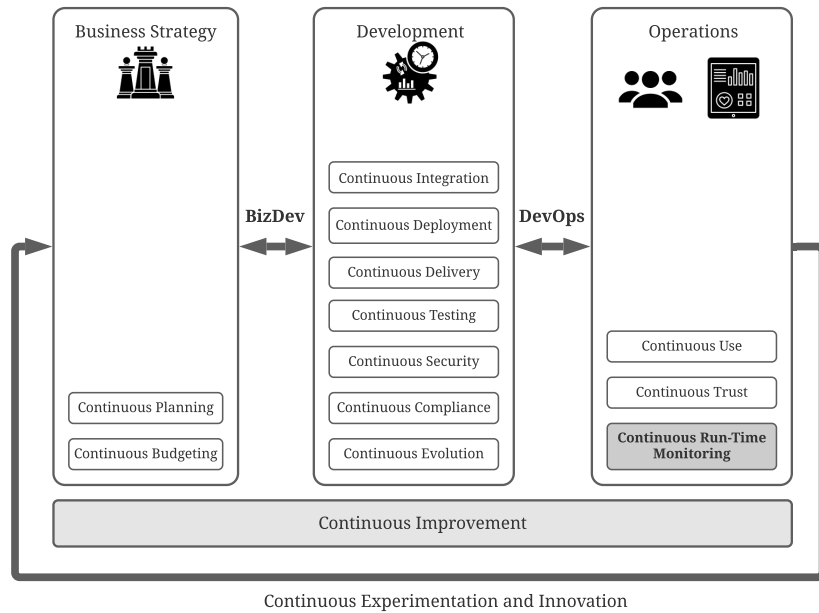 Business Strategy
Development
Operations
Continuous Integration
BizDev
Continuous Deployment
DevOps
Continuous Delivery
Continuous Testing
Continuous Use
Continuous Security
Continuous Trust
Continuous Planning
Continuous Compliance
Continuous Run-Time
Monitoring
Continuous Budgeting
Continuous Evolution
Continuous Improvement
Continuous Experimentation and Innovation